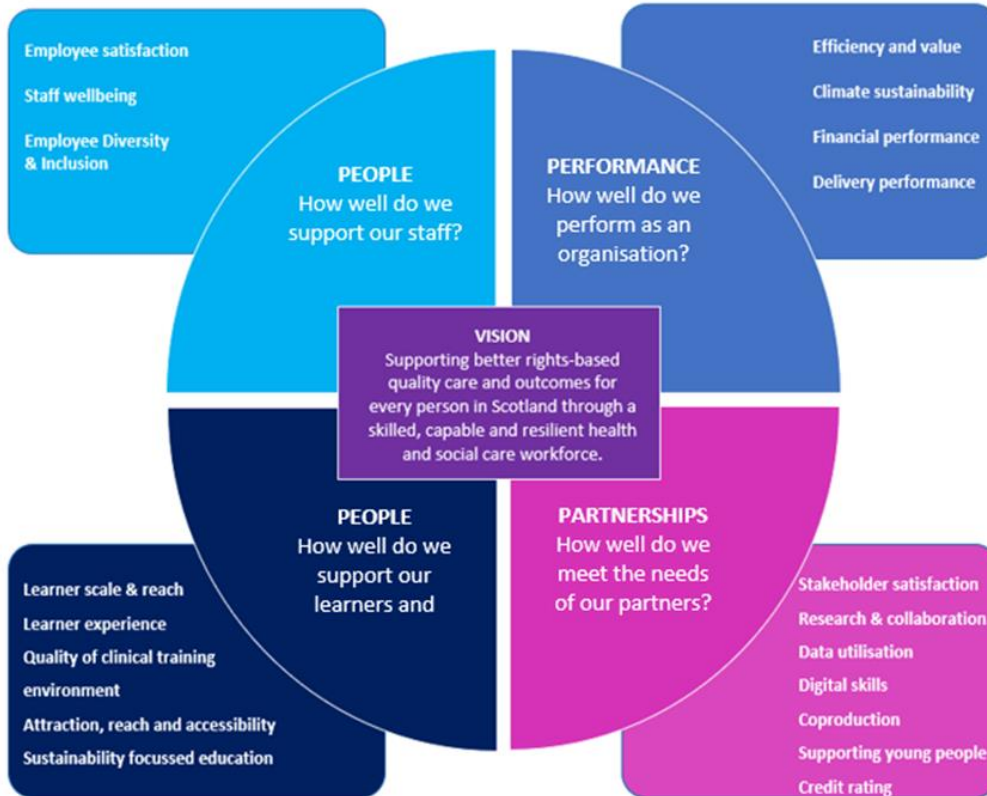 Employee satisfaction
Staff wellbeing
Employee Diversity
& Inclusion
PEOPLE
How well do we
support our staff?
Efficiency and value
Climate sustainability
Financial performance
Delivery performance
PERFORMANCE
How well do we
perform as an
organisation?
VISION
Supporting better rights-based
quality care and outcomes for
every person in Scotland through a
skilled, capable and resilient health
and social care workforce.
PEOPLE
How well do we
support our
learners and
Learner scale & reach
Learner experience
Quality of clinical training
environment
Attraction, reach and accessibility
Sustainability focussed education
PARTNERSHIPS
How well do we
meet the needs
of our partners?
Stakeholder satisfaction
Research & collaboration
Data utilisation
Digital skills
Coproduction
Supporting young people
Credit rating